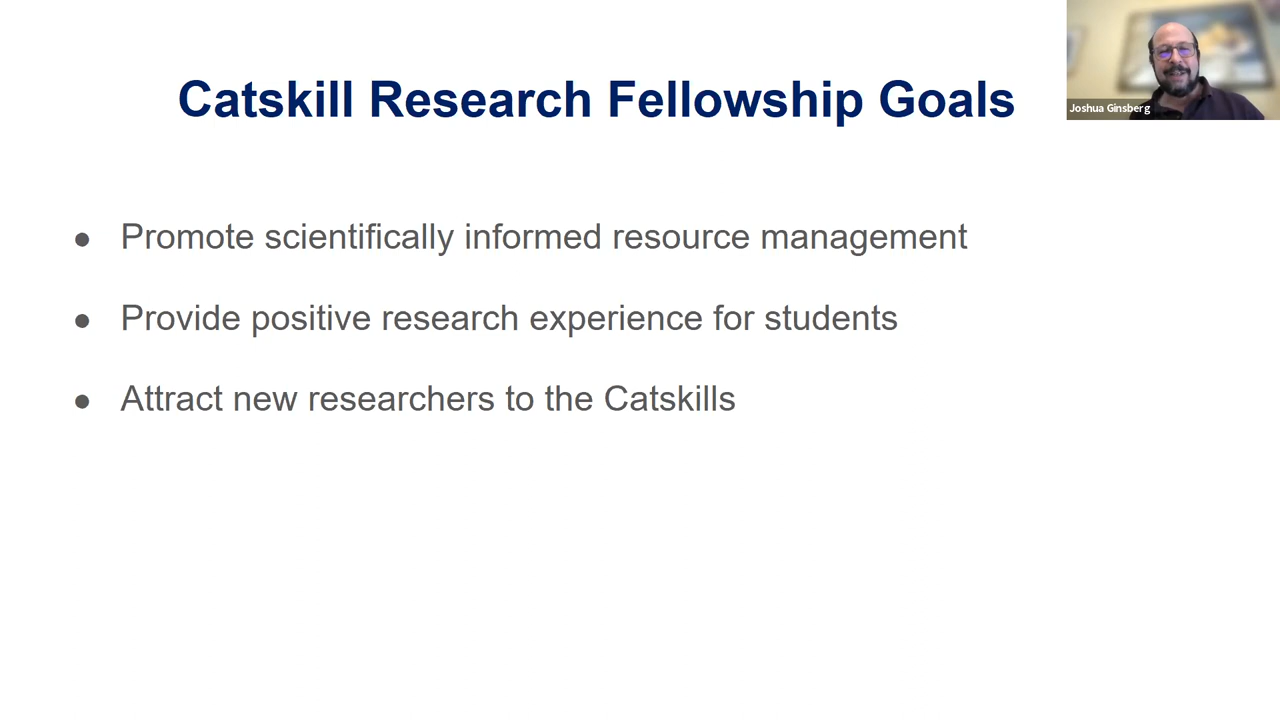 Catskill Research Fellowship Goals
Joshua Ginsberg
● Promote scientifically informed resource management
● Provide positive research experience for students
● Attract new researchers to the Catskills